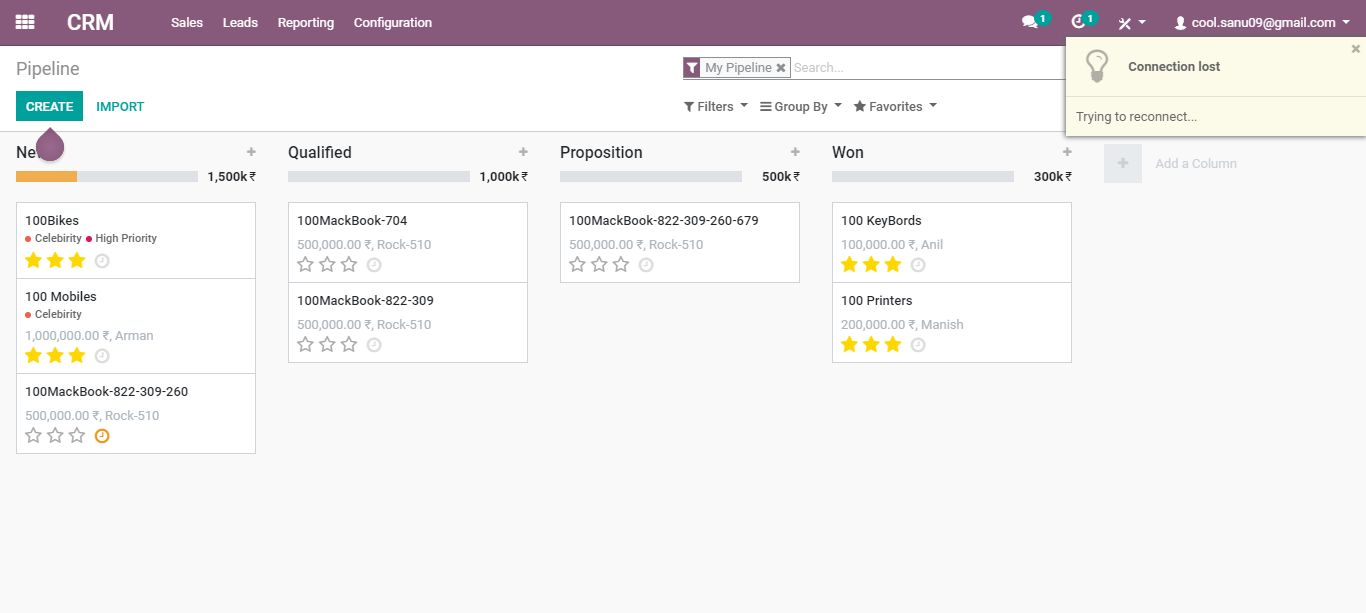 CRM Sales Leads Reporting Configuration 1 1 cool.sanu09@gmail.com
Connection lost
Trying to reconnect...
Pipeline
My Pipeline Search...
CREATE IMPORT
Filters Group By Favorites
Ne
1,500k₹
100Bikes
Celebirity High Priority
100 Mobiles
Celebirity
1,000,000.00 ₹, Arman
100MackBook-822-309-260
500,000.00 ₹, Rock-510
Qualified
1,000k₹
100MackBook-704
500,000.00 ₹, Rock-510
100MackBook-822-309
500,000.00 ₹, Rock-510
Proposition
500k₹
100MackBook-822-309-260-679
500,000.00 ₹, Rock-510
Won
300k₹
100 KeyBords
100,000.00 ₹, Anil
100 Printers
200,000.00 ₹, Manish
Add a Column